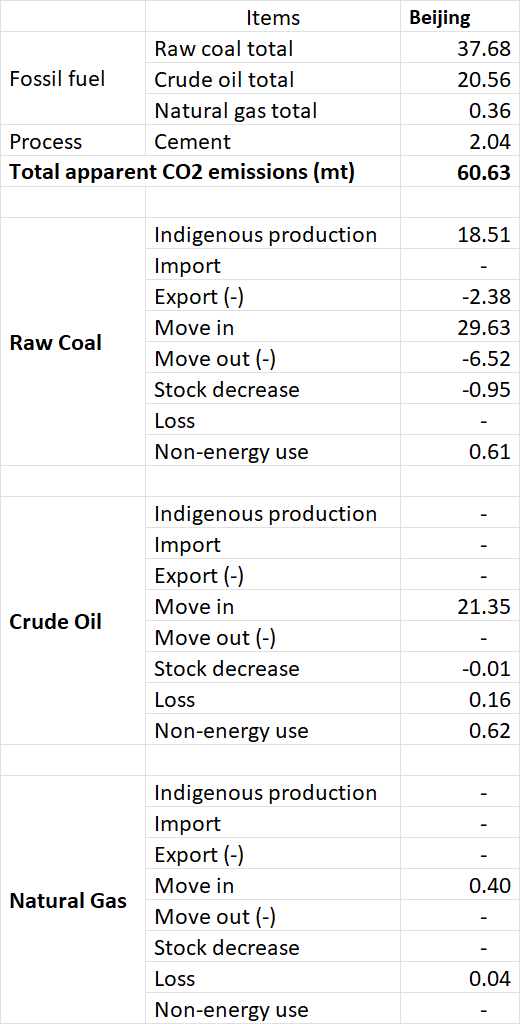 Items Beijing
Fossil fuel
Raw coal total 37.68
Crude oil total 20.56
Natural gas total 0.36
Process Cement 2.04
Total apparent CO2 emissions (mt) 60.63
Raw Coal
Indigenous production 18.51
Import -
Export (-) -2.38
Move in 29.63
Move out (-) -6.52
Stock decrease -0.95
Loss -
Non-energy use 0.61
Crude Oil
Indigenous production -
Import -
Export (-) -
Move in 21.35
Move out (-) -
Stock decrease -0.01
Loss 0.16
Non-energy use 0.62
Natural Gas
Indigenous production -
Import -
Export (-) -
Move in 0.40
Move out (-) -
Stock decrease -
Loss 0.04
Non-energy use -